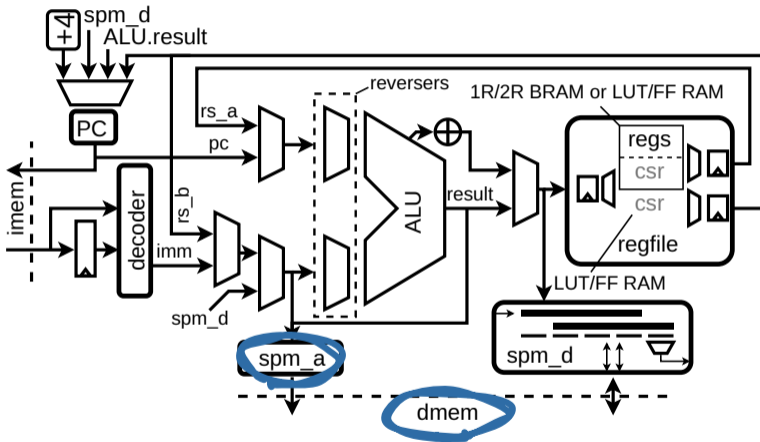 +4
spm_d
ALU.result
PC
imem
decoder
rs_a
pc
rs_b
imm
spm_d
reversers
ALU
result
1R/2R BRAM or LUT/FF RAM
regs
csr
csr
regfile
LUT/FF RAM
spm_a
spm_d
dmem